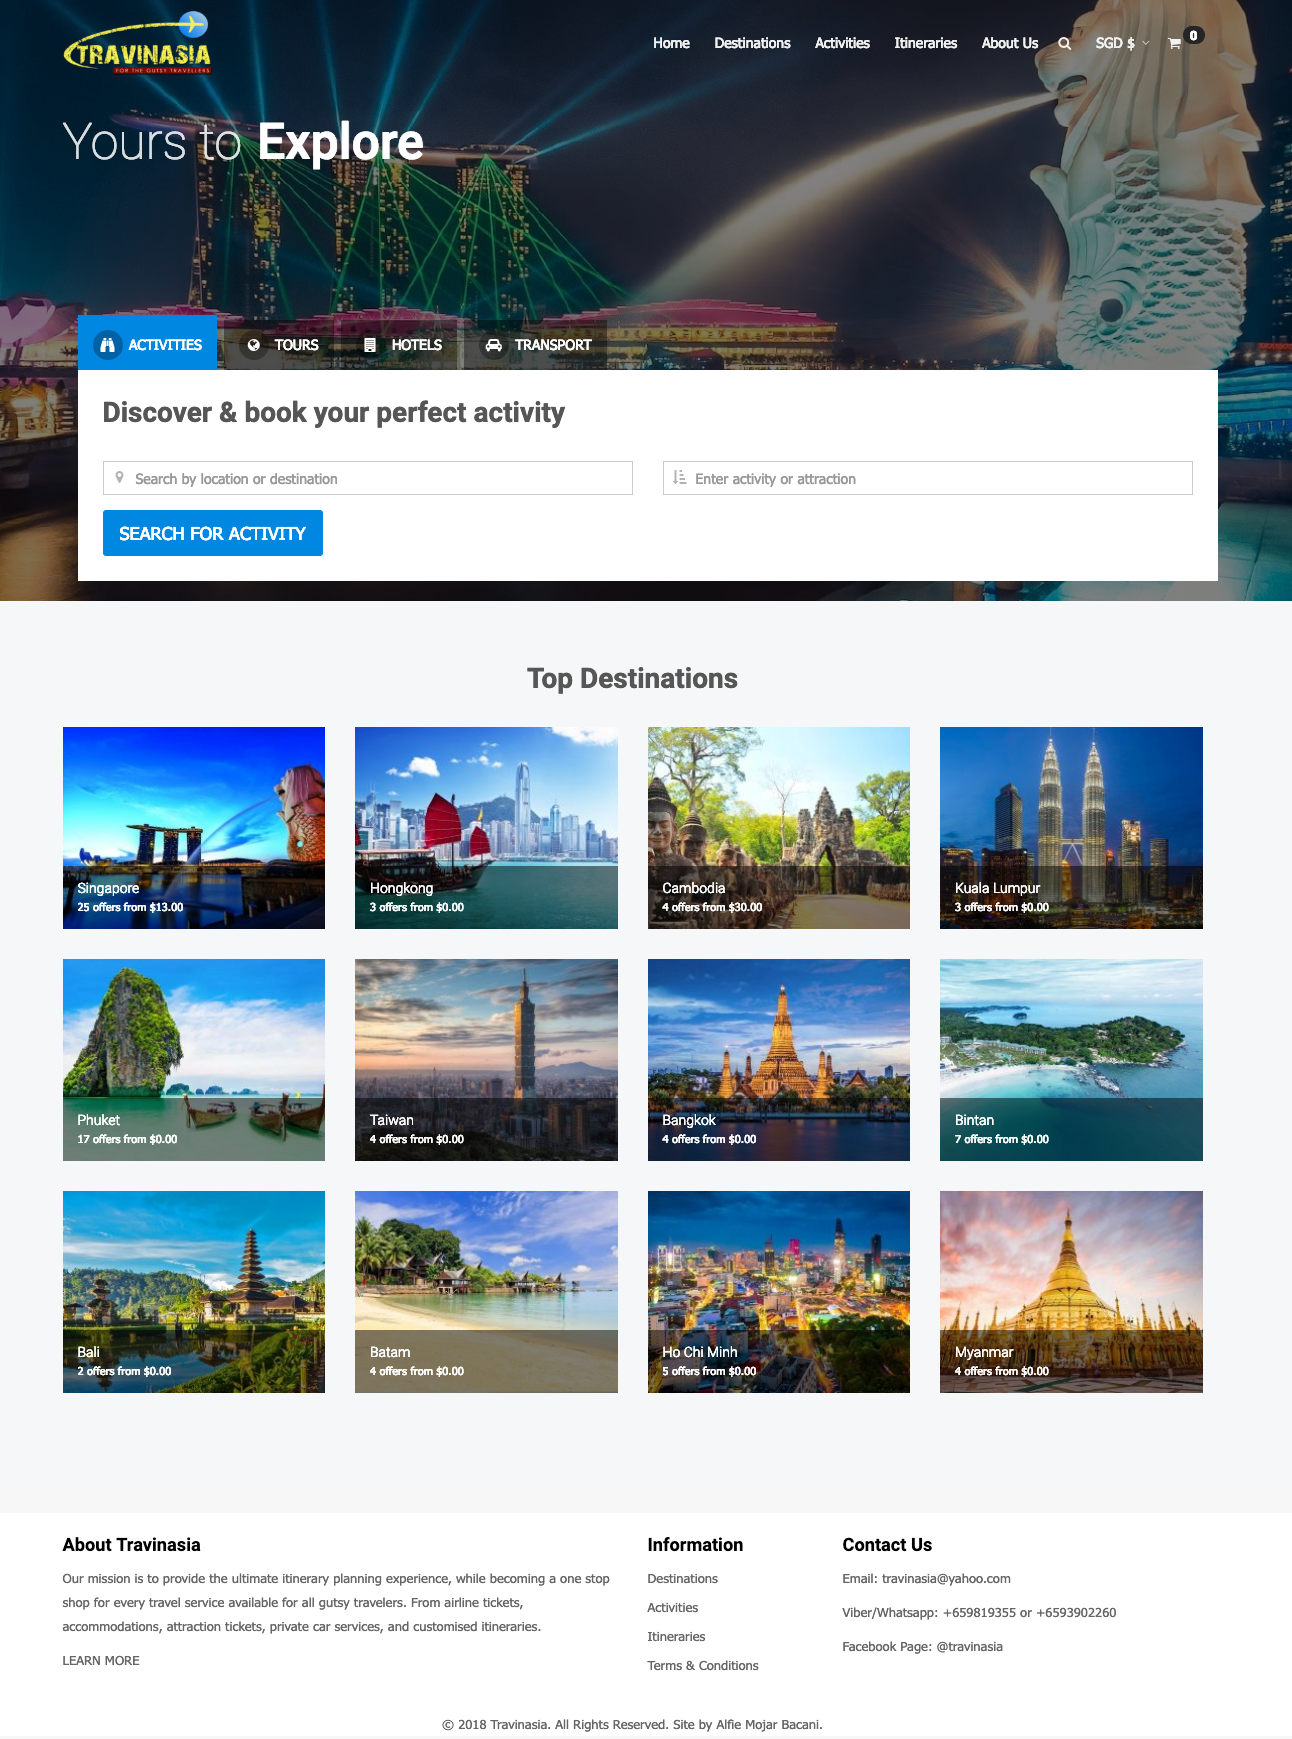 TRAVINASIA
FOR THE GUTSY TRAVELLERS
Home Destinations Activities Itineraries About Us SGD $ 0
Yours to Explore
ACTIVITIES TOURS HOTELS TRANSPORT
Discover & book your perfect activity
Search by location or destination Enter activity or attraction
SEARCH FOR ACTIVITY
Top Destinations
Singapore
25 offers from $13.00
Hongkong
3 offers from $0.00
Cambodia
4 offers from $30.00
Kuala Lumpur
3 offers from $0.00
Phuket
17 offers from $0.00
Taiwan
4 offers from $0.00
Bangkok
4 offers from $0.00
Bintan
7 offers from $0.00
Bali
2 offers from $0.00
Batam
4 offers from $0.00
Ho Chi Minh
5 offers from $0.00
Myanmar
4 offers from $0.00
About Travinasia
Our mission is to provide the ultimate itinerary planning experience, while becoming a one stop
shop for every travel service available for all gutsy travelers. From airline tickets,
accommodations, attraction tickets, private car services, and customised itineraries.
LEARN MORE
Information
Destinations
Activities
Itineraries
Terms & Conditions
Contact Us
Email: travinasia@yahoo.com
Viber/Whatsapp: +659819355 or +6593902260
Facebook Page: @travinasia
© 2018 Travinasia. All Rights Reserved. Site by Alfie Mojar Bacani.